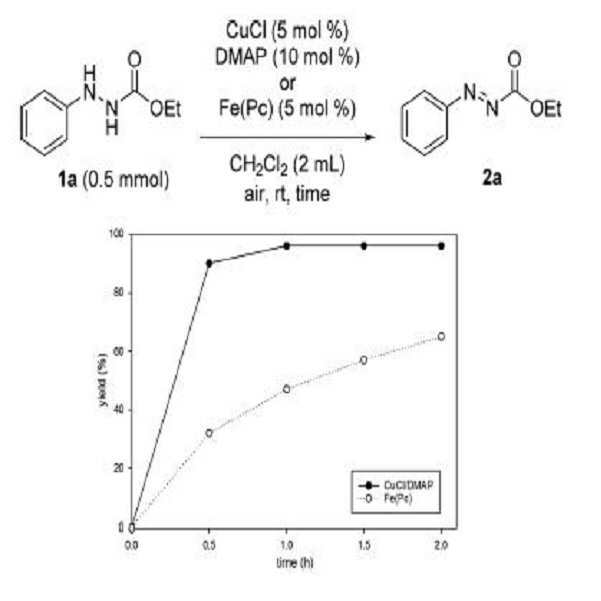 CuCl (5 mol %)
DMAP (10 mol %)
or
Fe(Pc) (5 mol %)
CH₂Cl₂ (2 mL)
air, rt, time
H
N
N
H
O
OEt
1a (0.5 mmol)
N
N
O
OEt
2a
yield (%)
100
80
60
40
20
0
0.0
0.5
1.0
1.5
2.0
time (h)
CuCl/DMAP
Fe(Pc)